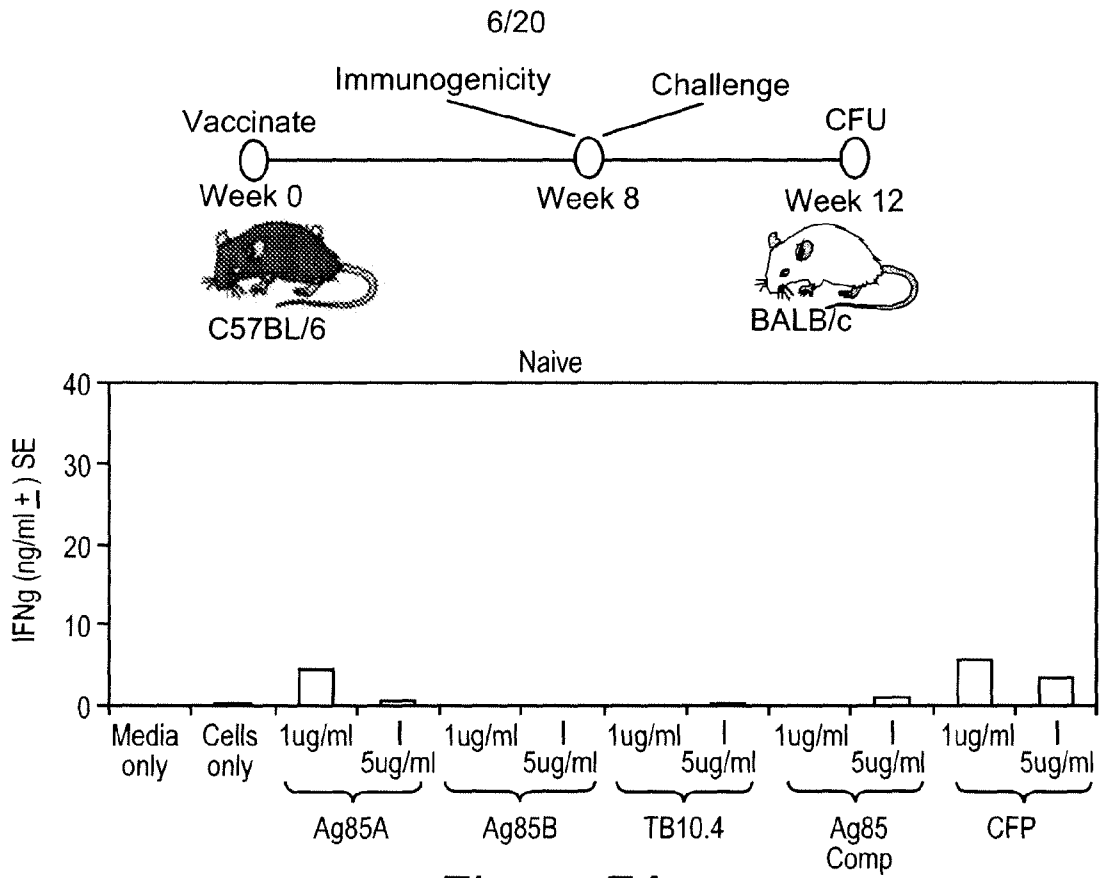 6/20
Immunogenicity Challenge
Vaccinate CFU
Week 0 Week 8 Week 12
C57BL/6 BALB/c
Naive
IFNg (ng/ml ±) SE
40
30
20
10
0
Media only
Cells only
1ug/ml 5ug/ml
1ug/ml 5ug/ml
1ug/ml 5ug/ml
1ug/ml 5ug/ml
1ug/ml 5ug/ml
Ag85A Ag85B TB10.4 Ag85 Comp CFP